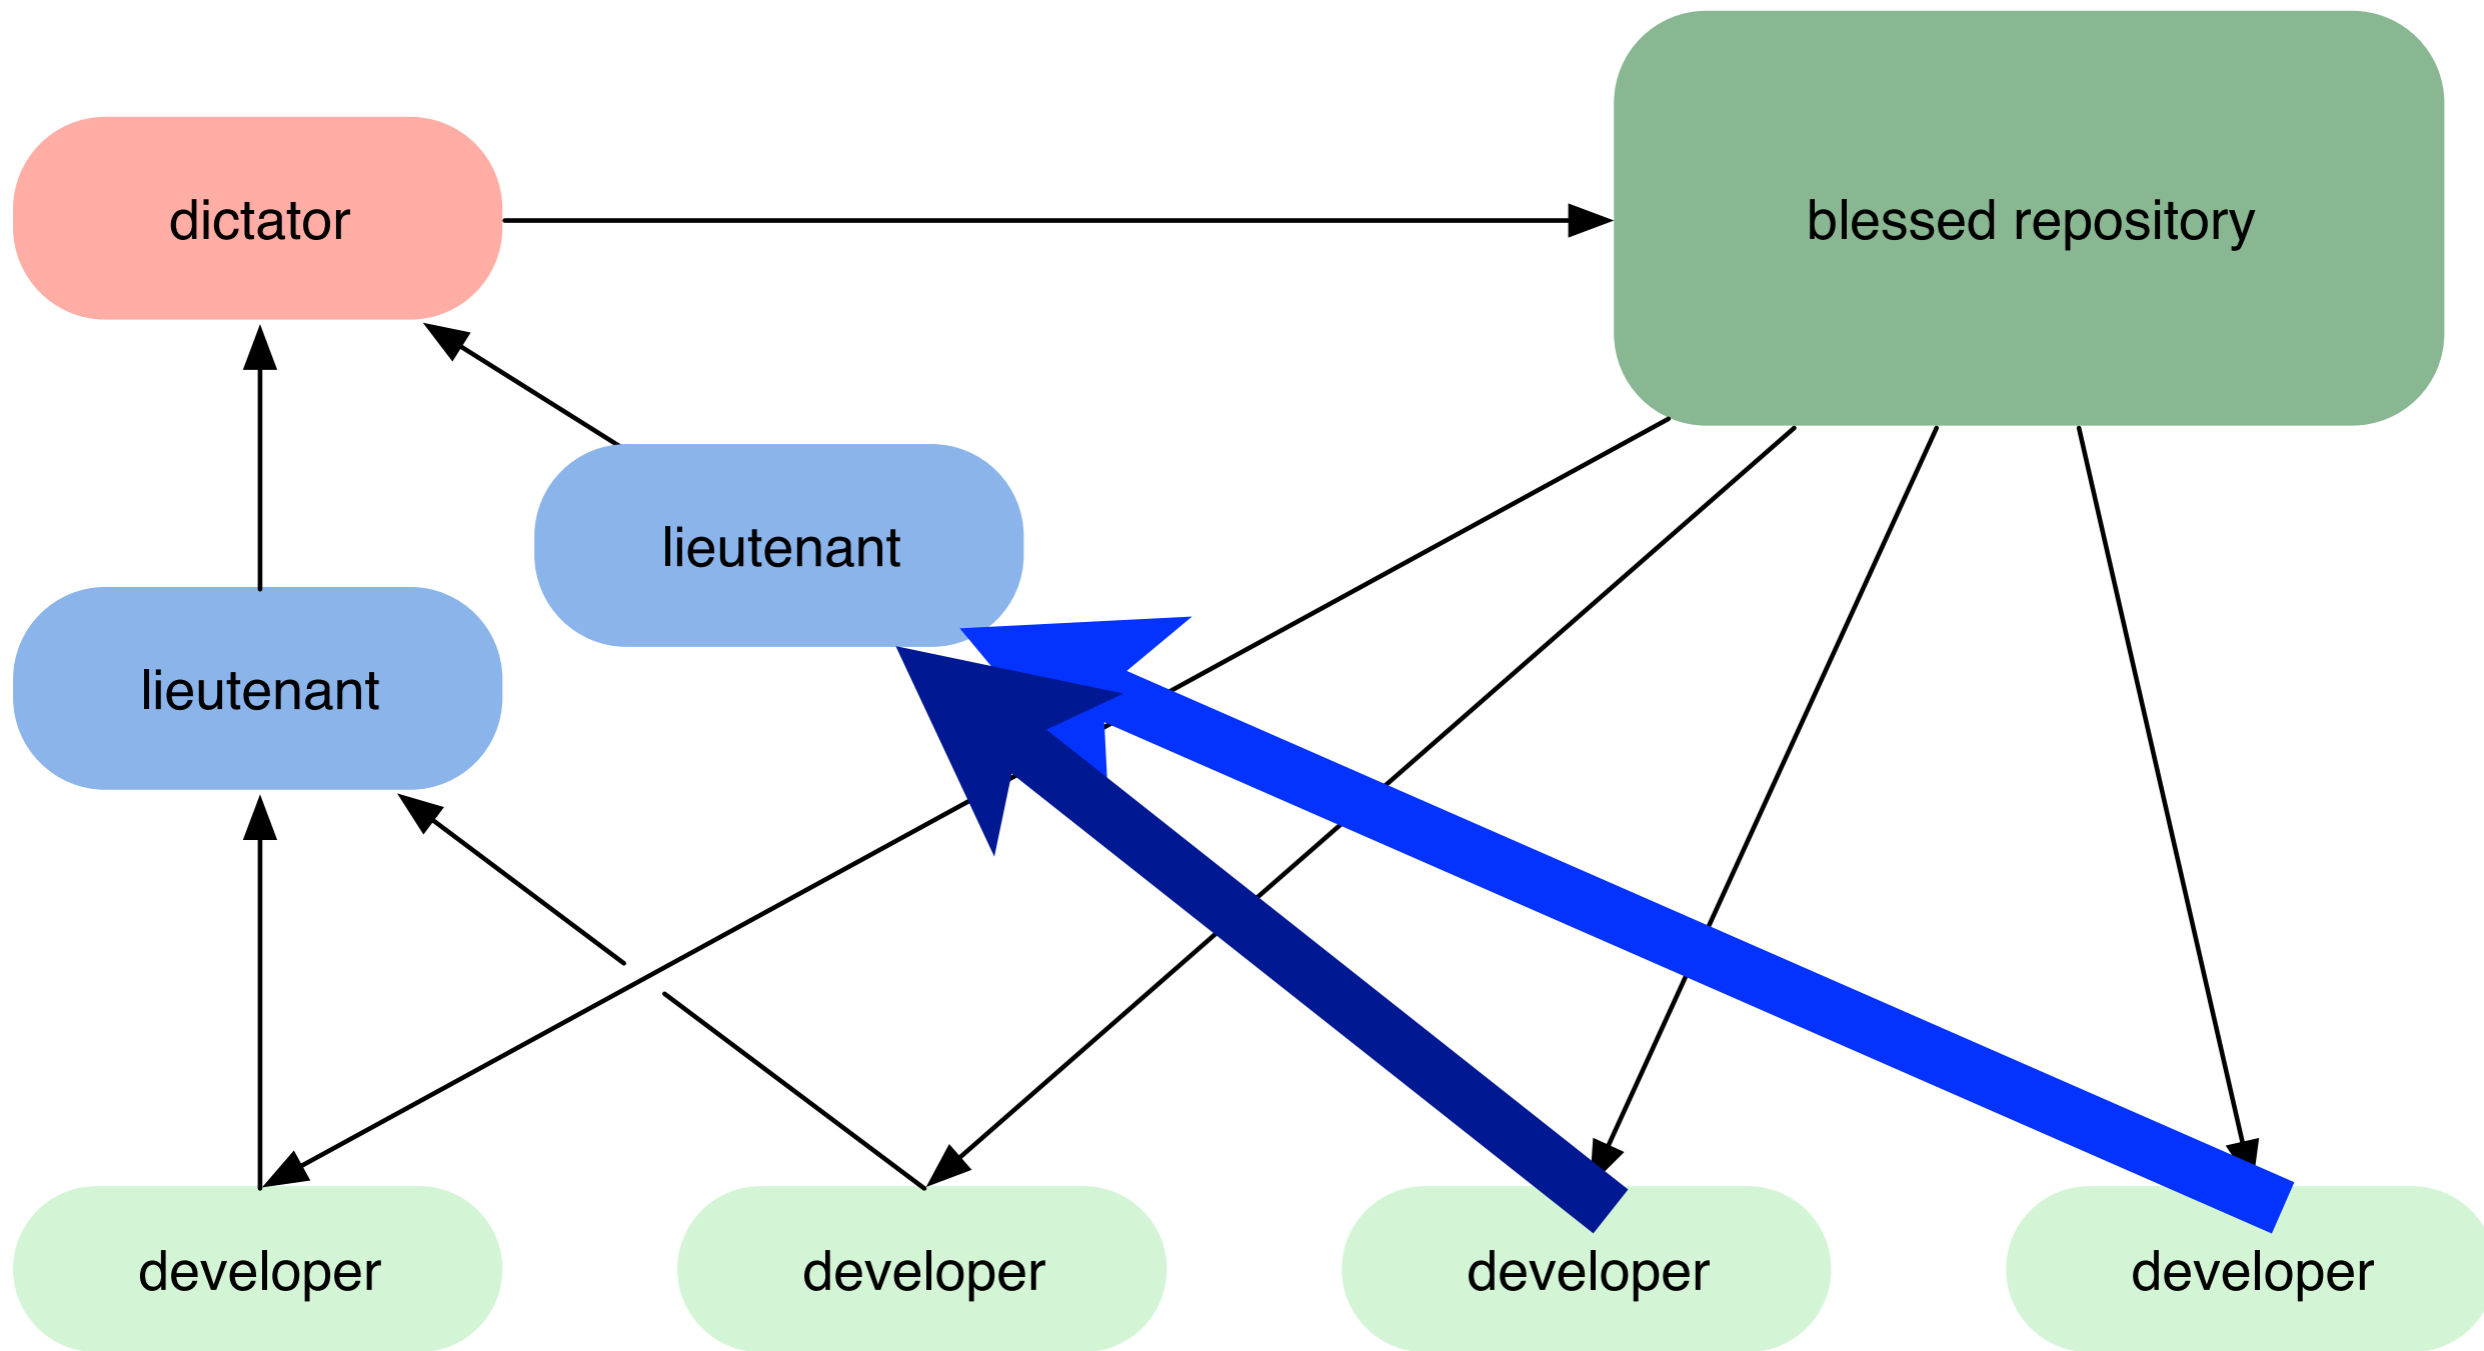 dictator
blessed repository
lieutenant
lieutenant
developer
developer
developer
developer